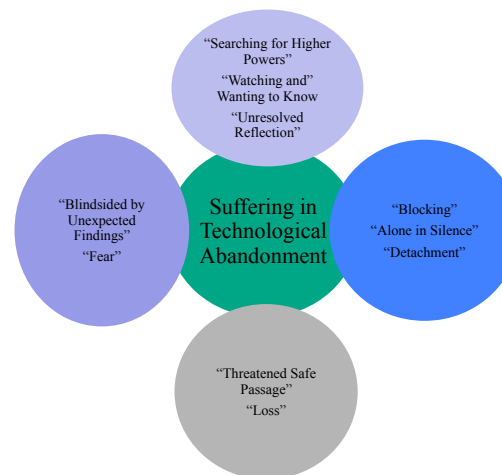 “Searching for Higher
Powers”
“Watching and”
Wanting to Know
“Unresolved
Reflection”
“Blindsided by
Unexpected
Findings”
“Fear”
Suffering in
Technological
Abandonment
“Blocking”
“Alone in Silence”
“Detachment”
“Threatened Safe
Passage”
“Loss”